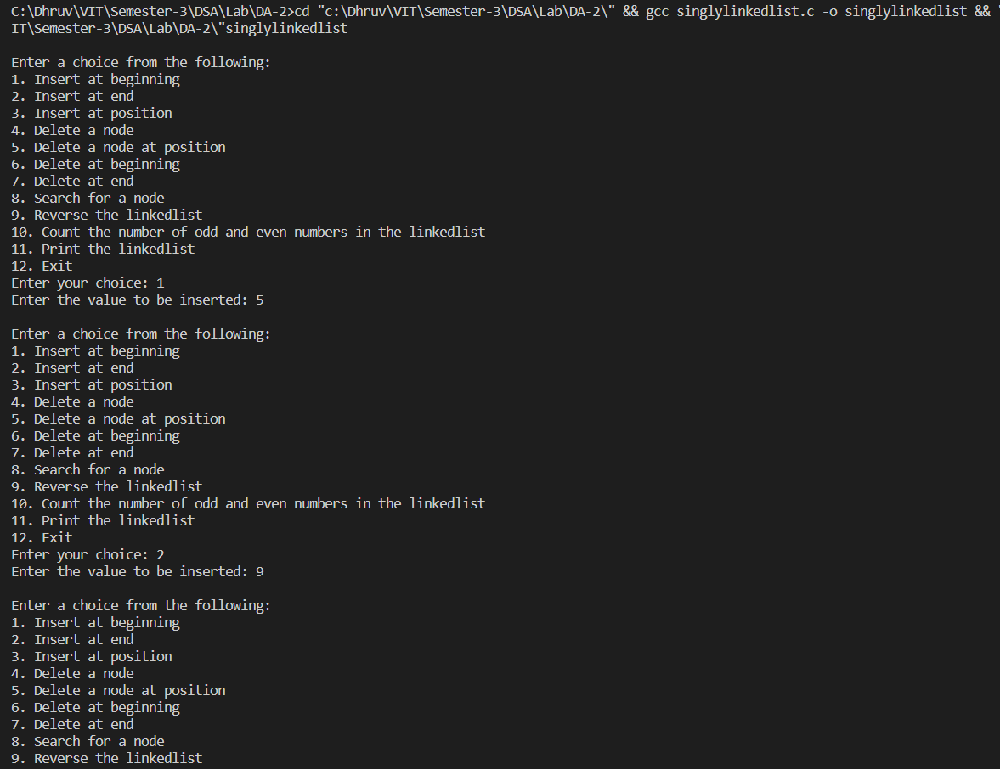 C:\Dhruv\VIT\Semester-3\DSA\Lab\DA-2>cd "c:\Dhruv\VIT\Semester-3\DSA\Lab\DA-2\" && gcc singlylinkedlist.c -o singlylinkedlist && "
IT\Semester-3\DSA\Lab\DA-2\"singlylinkedlist
Enter a choice from the following:
1. Insert at beginning
2. Insert at end
3. Insert at position
4. Delete a node
5. Delete a node at position
6. Delete at beginning
7. Delete at end
8. Search for a node
9. Reverse the linkedlist
10. Count the number of odd and even numbers in the linkedlist
11. Print the linkedlist
12. Exit
Enter your choice: 1
Enter the value to be inserted: 5
Enter a choice from the following:
1. Insert at beginning
2. Insert at end
3. Insert at position
4. Delete a node
5. Delete a node at position
6. Delete at beginning
7. Delete at end
8. Search for a node
9. Reverse the linkedlist
10. Count the number of odd and even numbers in the linkedlist
11. Print the linkedlist
12. Exit
Enter your choice: 2
Enter the value to be inserted: 9
Enter a choice from the following:
1. Insert at beginning
2. Insert at end
3. Insert at position
4. Delete a node
5. Delete a node at position
6. Delete at beginning
7. Delete at end
8. Search for a node
9. Reverse the linkedlist